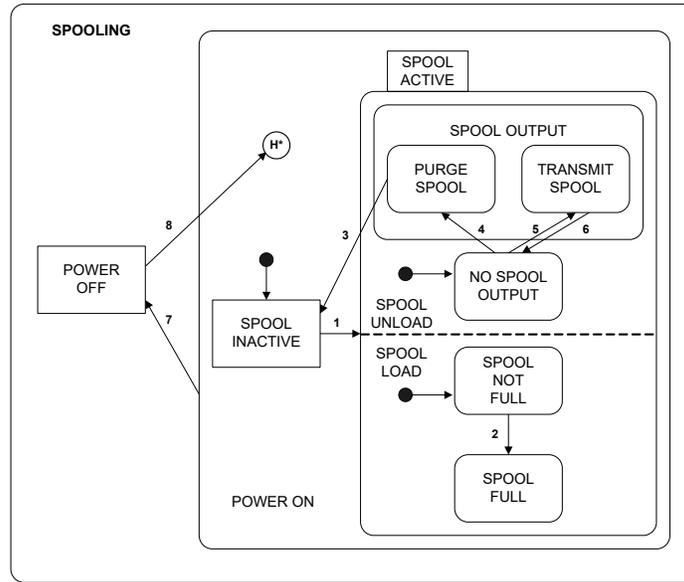 SPOOLING
SPOOL
ACTIVE
SPOOL OUTPUT
H*
PURGE
SPOOL
TRANSMIT
SPOOL
8
3
4
5
6
POWER
OFF
NO SPOOL
OUTPUT
7
SPOOL
INACTIVE
1
SPOOL
UNLOAD
SPOOL
LOAD
SPOOL
NOT
FULL
2
SPOOL
FULL
POWER ON